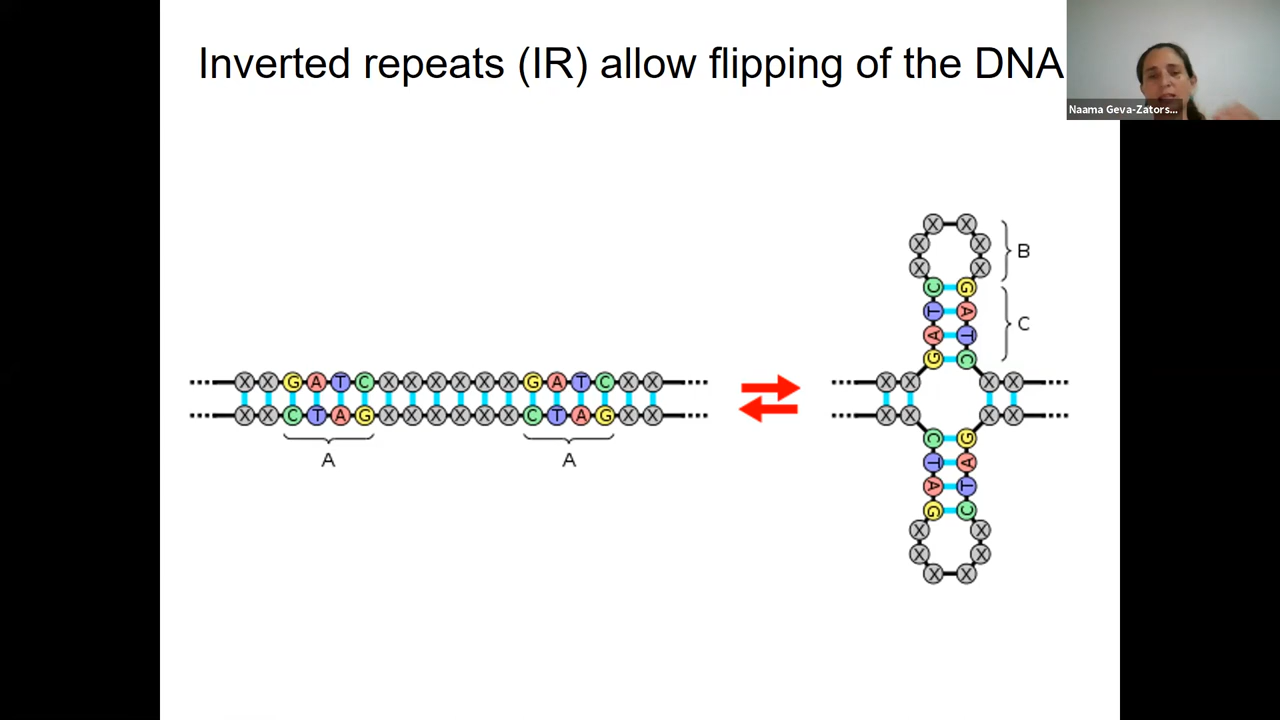 Inverted repeats (IR) allow flipping of the DNA
Naama Geva-Zators...
X X G A T C X X X X X X G A T C X X
X X C T A G X X X X X X C T A G X X
A A
X X
X X
X X
C G
T A
A T
G C
B
C
X X X X
X X X X
C G
T A
A T
G C
X X
X X
X X